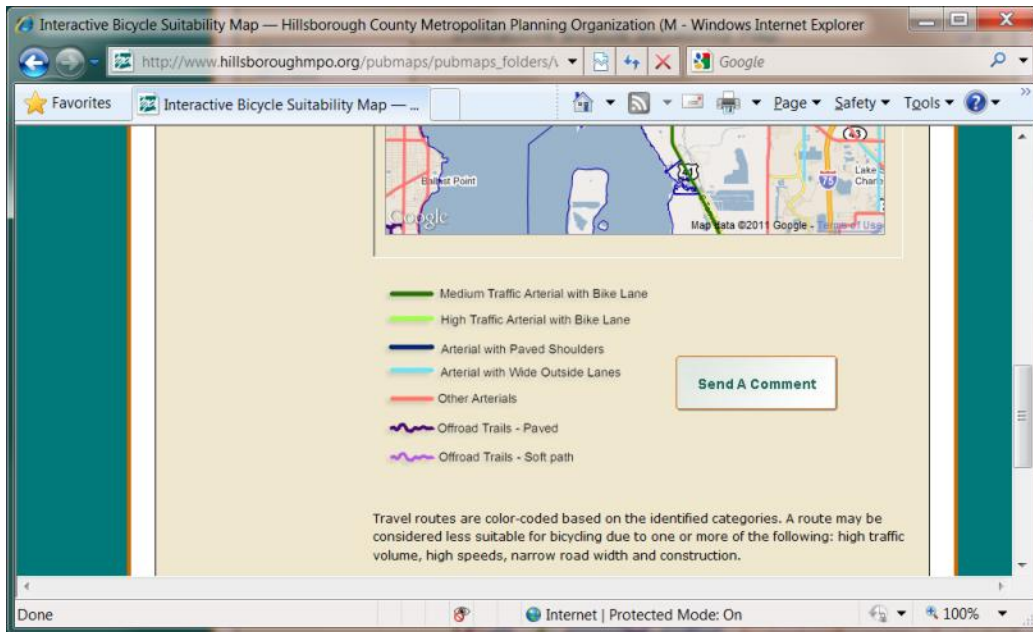 Interactive Bicycle Suitability Map — Hillsborough County Metropolitan Planning Organization (M - Windows Internet Explorer
http://www.hillsboroughmpo.org/pubmaps/pubmaps_folders/
Google
Favorites
Interactive Bicycle Suitability Map — ...
Page
Safety
Tools
43
41
Lake
Ballast Point
75
Google
Map data ©2011 Google - Terms of Use
Medium Traffic Arterial with Bike Lane
High Traffic Arterial with Bike Lane
Arterial with Paved Shoulders
Arterial with Wide Outside Lanes
Send A Comment
Other Arterials
Offroad Trails - Paved
Offroad Trails - Soft path
Travel routes are color-coded based on the identified categories. A route may be
considered less suitable for bicycling due to one or more of the following: high traffic
volume, high speeds, narrow road width and construction.
Done
Internet | Protected Mode: On
100%